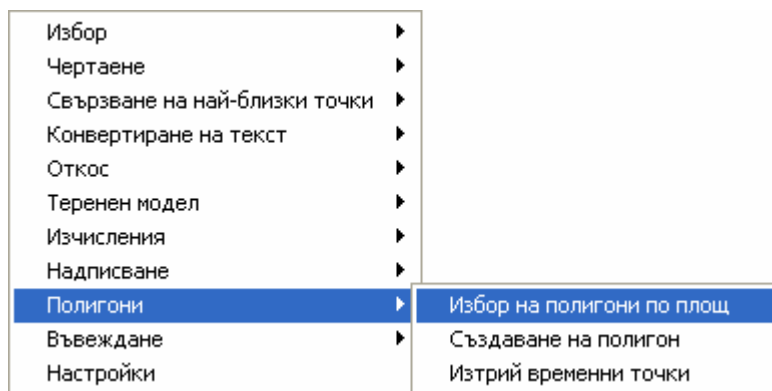 Избор
Чертаене
Свързване на най-близки точки
Конвертиране на текст
Откос
Теренен модел
Изчисления
Надписване
Полигони
Въвеждане
Настройки
Избор на полигони по площ
Създаване на полигон
Изтрий временни точки